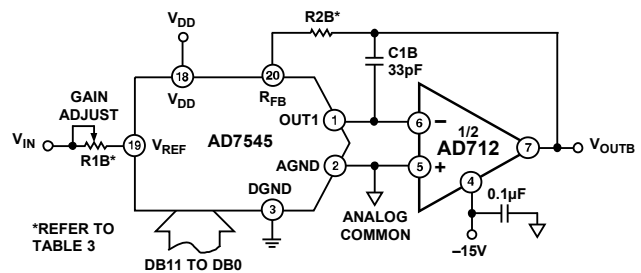 R2B*
VDD
C1B
33pF
18
20
GAIN
ADJUST
VDD
RFB
OUT1
1
6
–
1/2
VIN
19
VREF
AD7545
AD712
7
VOUTB
R1B*
AGND
2
5
+
DGND
4
3
ANALOG
COMMON
0.1µF
*REFER TO
TABLE 3
–15V
DB11 TO DB0